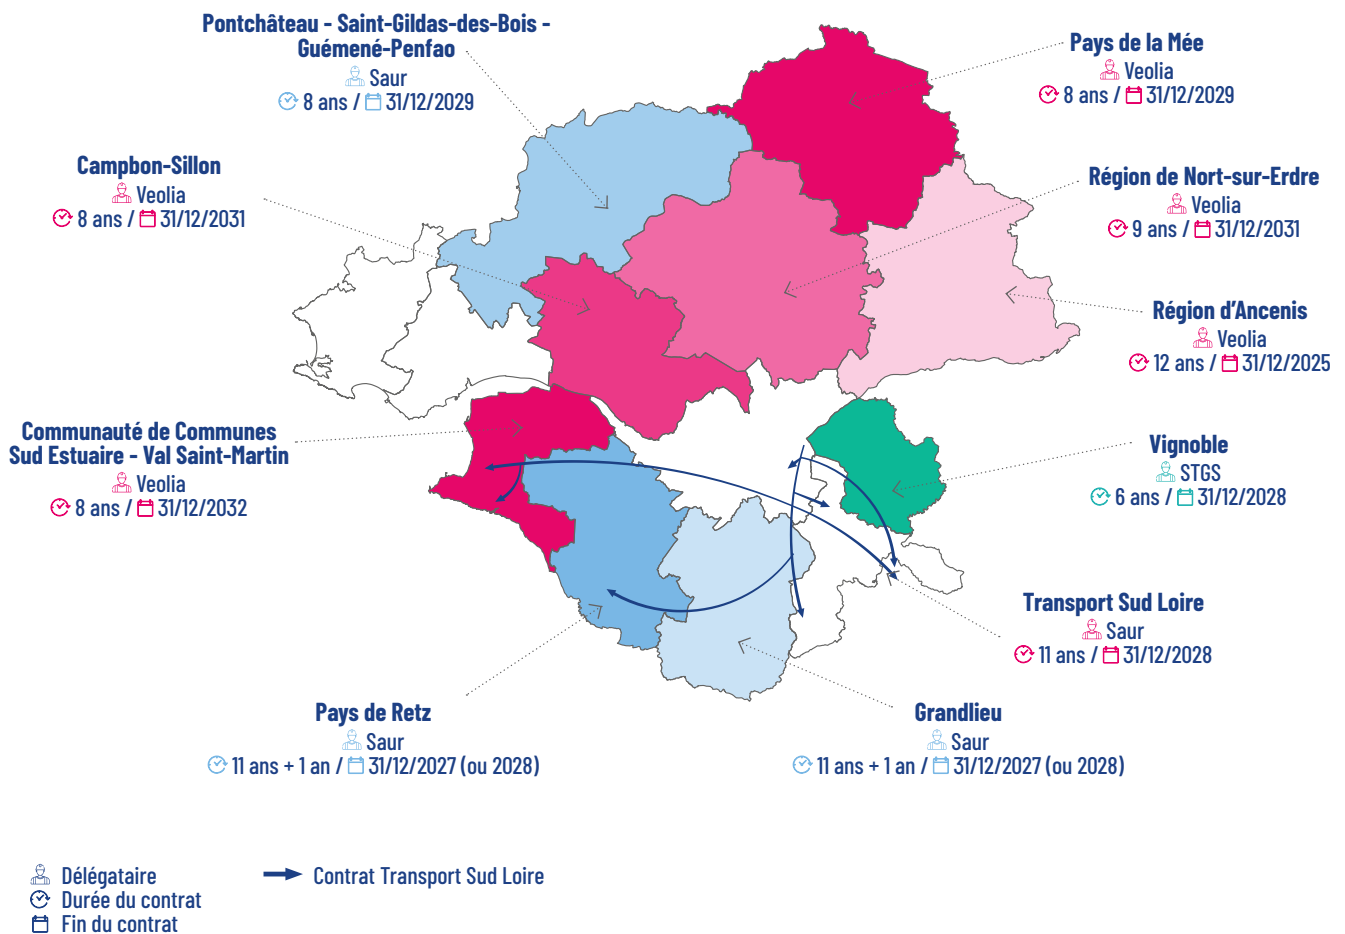 Pontchâteau - Saint-Gildas-des-Bois -
Guémené-Penfao
Saur
8 ans / 31/12/2029
Pays de la Mée
Veolia
8 ans / 31/12/2029
Campbon-Sillon
Veolia
8 ans / 31/12/2031
Région de Nort-sur-Erdre
Veolia
9 ans / 31/12/2031
Région d’Ancenis
Veolia
12 ans / 31/12/2025
Communauté de Communes
Sud Estuaire - Val Saint-Martin
Veolia
8 ans / 31/12/2032
Vignoble
STGS
6 ans / 31/12/2028
Transport Sud Loire
Saur
11 ans / 31/12/2028
Pays de Retz
Saur
11 ans + 1 an / 31/12/2027 (ou 2028)
Grandlieu
Saur
11 ans + 1 an / 31/12/2027 (ou 2028)
Délégataire
Durée du contrat
Fin du contrat
Contrat Transport Sud Loire